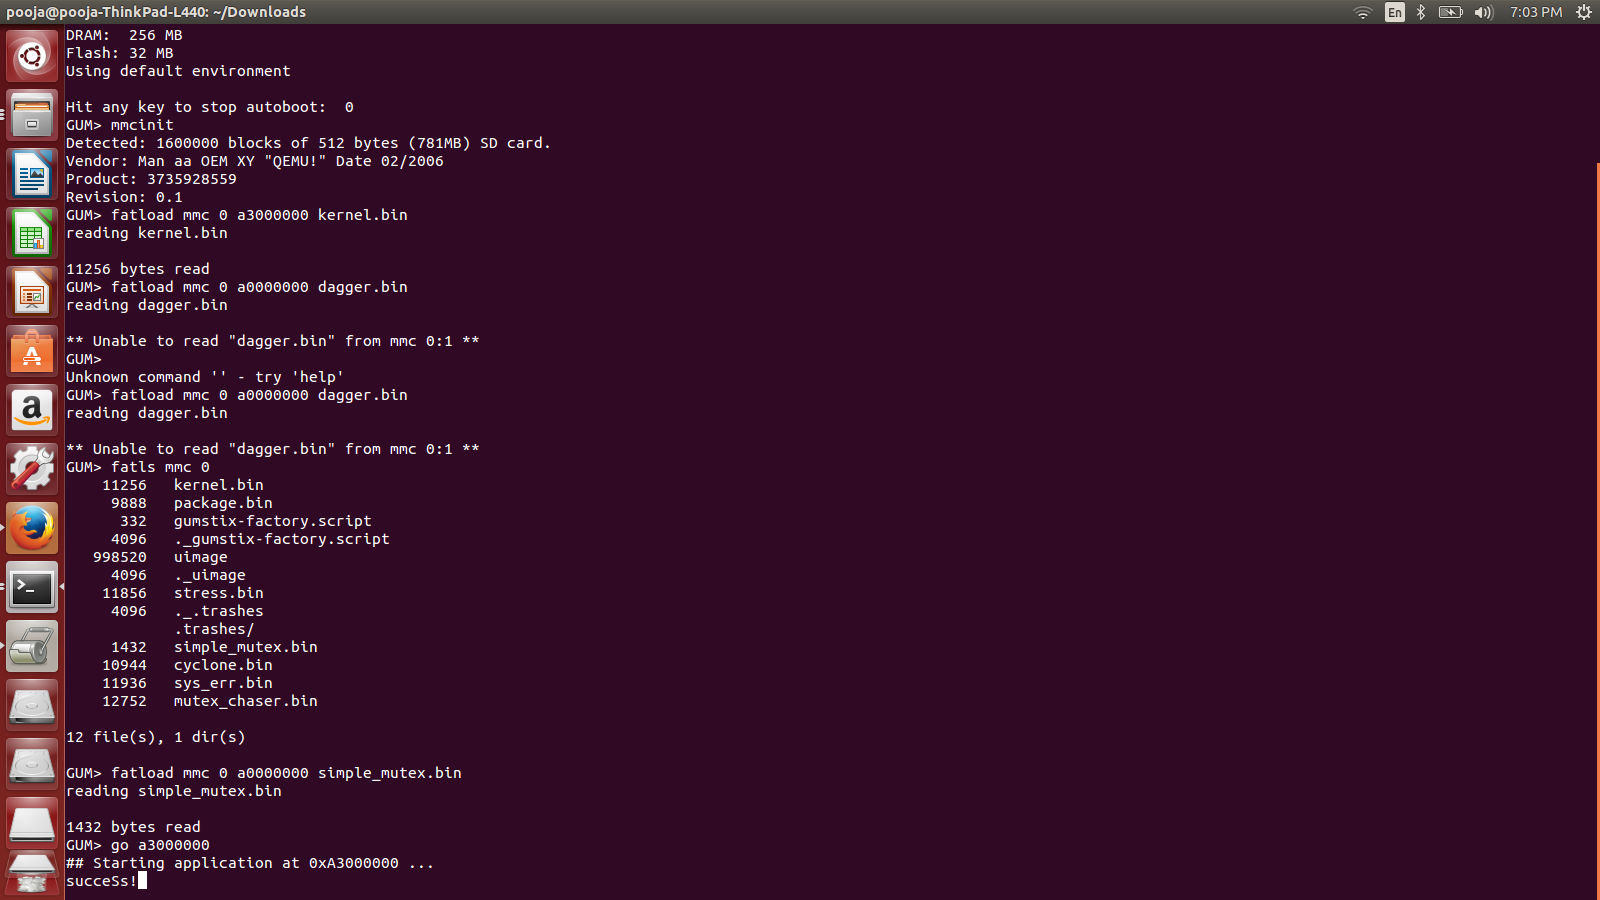 pooja@pooja-ThinkPad-L440: ~/Downloads
En
7:03 PM
DRAM:  256 MB
Flash: 32 MB
Using default environment
Hit any key to stop autoboot:  0
GUM> mmcinit
Detected: 1600000 blocks of 512 bytes (781MB) SD card.
Vendor: Man aa OEM XY "QEMU!" Date 02/2006
Product: 3735928559
Revision: 0.1
GUM> fatload mmc 0 a3000000 kernel.bin
reading kernel.bin
11256 bytes read
GUM> fatload mmc 0 a0000000 dagger.bin
reading dagger.bin
** Unable to read "dagger.bin" from mmc 0:1 **
GUM>
Unknown command '' - try 'help'
GUM> fatload mmc 0 a0000000 dagger.bin
reading dagger.bin
** Unable to read "dagger.bin" from mmc 0:1 **
GUM> fatls mmc 0
    11256   kernel.bin
     9888   package.bin
      332   gumstix-factory.script
     4096   ._gumstix-factory.script
   998520   uimage
     4096   ._uimage
    11856   stress.bin
     4096   ._.trashes
            .trashes/
     1432   simple_mutex.bin
    10944   cyclone.bin
    11936   sys_err.bin
    12752   mutex_chaser.bin
12 file(s), 1 dir(s)
GUM> fatload mmc 0 a0000000 simple_mutex.bin
reading simple_mutex.bin
1432 bytes read
GUM> go a3000000
## Starting application at 0xA3000000 ...
succeSs!